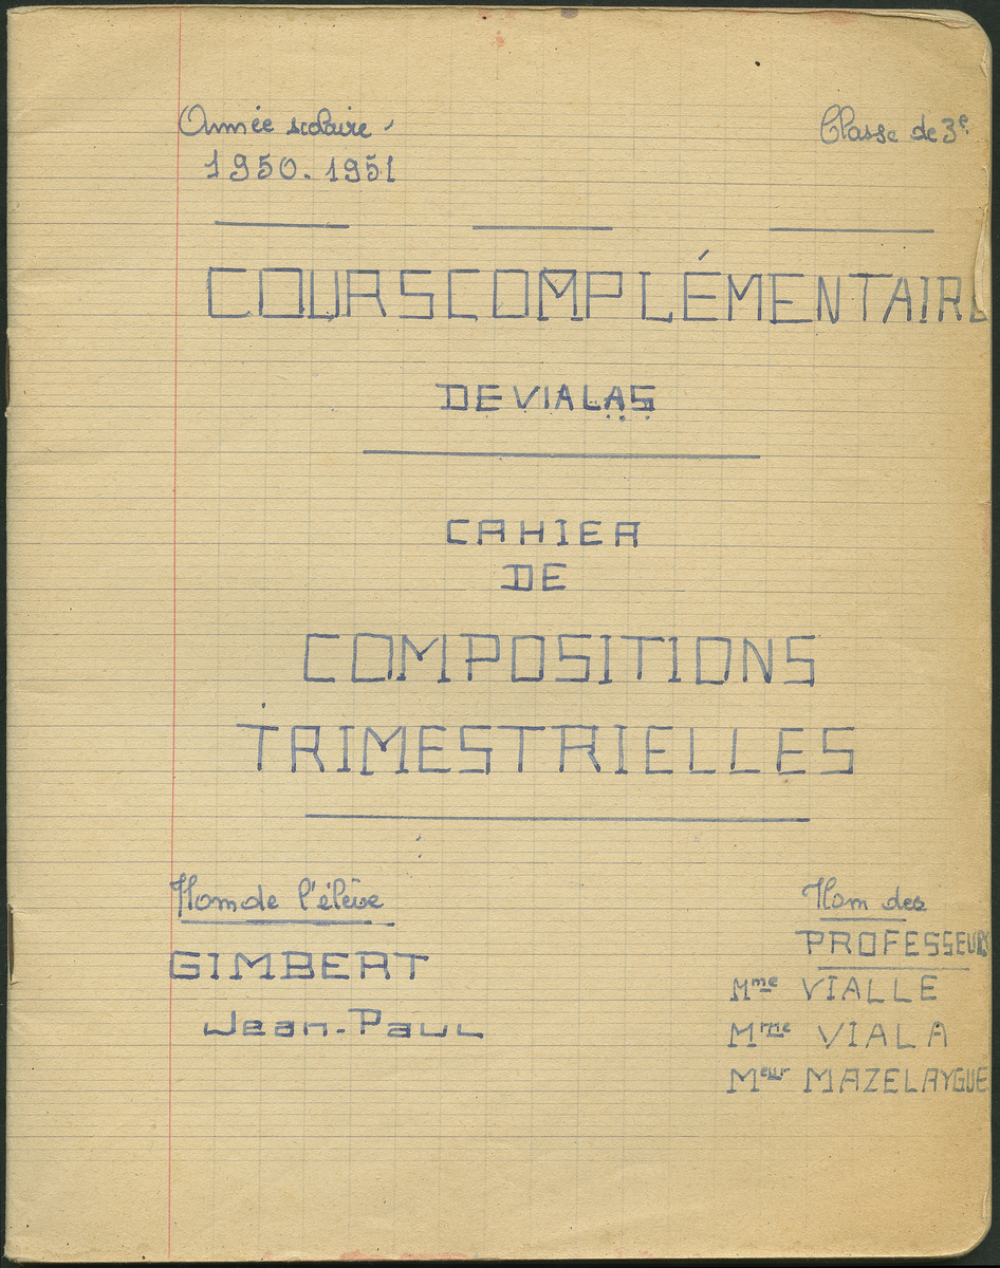 Année scolaire
Classe de 3e
1950-1951
COURS COMPLÉMENTAIRE
DE VIALAS
CAHIER
DE
COMPOSITIONS
TRIMESTRIELLES
Nom de l'élève
GIMBERT
Jean-Paul
Nom des
PROFESSEURS
Mme VIALLE
Mme VIALA
Meur MAZELAYGUE